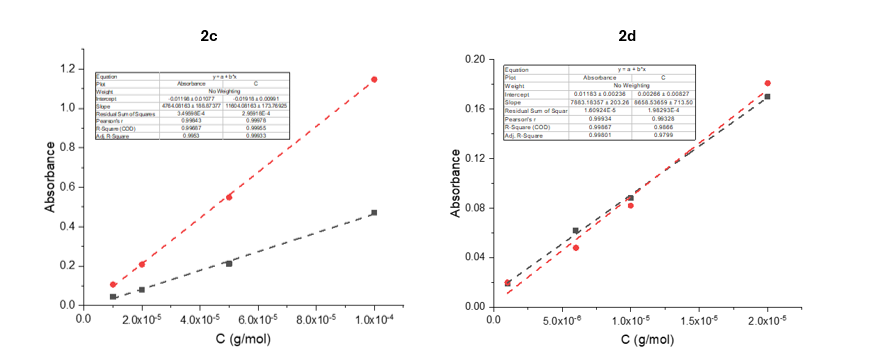 2c
Equation y = a + b*x
Plot Absorbance C
Weight No Weighting
Intercept -0.01198 ± 0.01077 -0.01918 ± 0.00991
Slope 4764.08163 ± 188.87377 11604.08163 ± 173.76925
Residual Sum of Squares 3.49598E-4 2.95918E-4
Pearson's r 0.99843 0.99978
R-Square (COD) 0.99687 0.99955
Adj. R-Square 0.9953 0.99933
1.2
1.0
0.8
0.6
0.4
0.2
0.0
Absorbance
0.0 2.0x10⁻⁵ 4.0x10⁻⁵ 6.0x10⁻⁵ 8.0x10⁻⁵ 1.0x10⁻⁴
C (g/mol)
2d
Equation y = a + b*x
Plot Absorbance C
Weight No Weighting
Intercept 0.01183 ± 0.00236 0.00266 ± 0.00827
Slope 7883.16357 ± 203.26 8658.53659 ± 713.50
Residual Sum of Squar 1.60924E-5 1.98293E-4
Pearson's r 0.99934 0.99328
R-Square (COD) 0.99867 0.9866
Adj. R-Square 0.99801 0.9799
0.20
0.16
0.12
0.08
0.04
0.00
Absorbance
0.0 5.0x10⁻⁶ 1.0x10⁻⁵ 1.5x10⁻⁵ 2.0x10⁻⁵
C (g/mol)